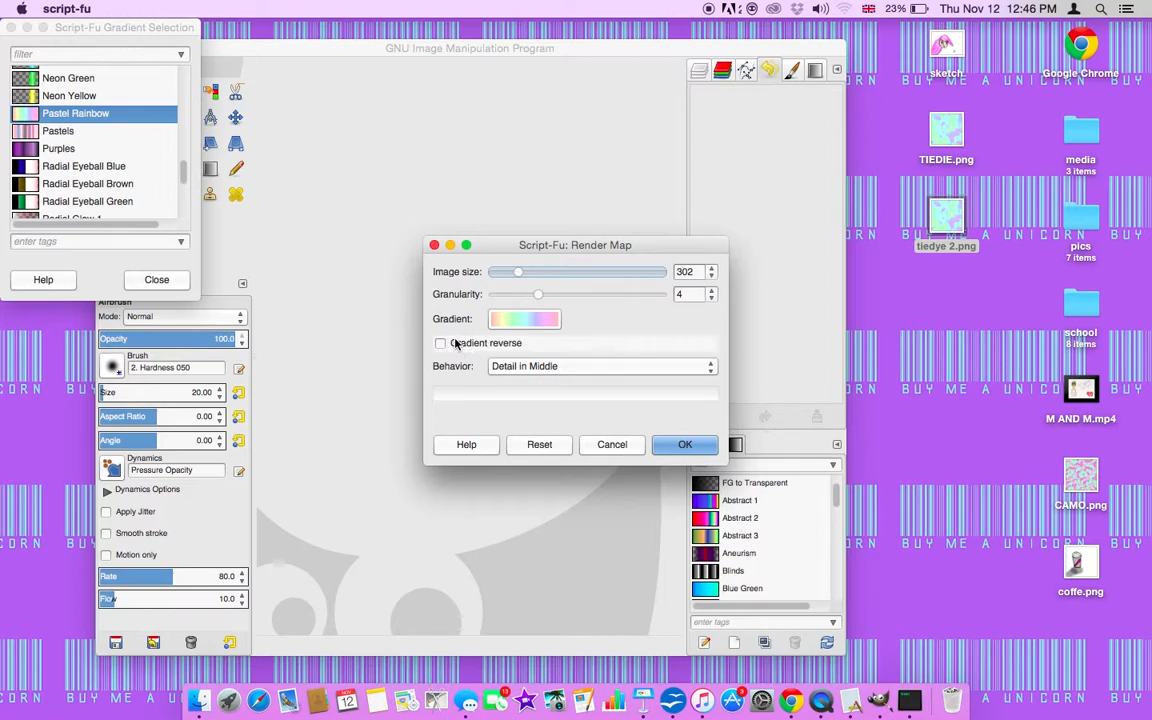 script-fu
23%
Thu Nov 12 12:46 PM
Script-Fu Gradient Selection
filter
Neon Green
Neon Yellow
Pastel Rainbow
Pastels
Purples
Radial Eyeball Blue
Radial Eyeball Brown
Radial Eyeball Green
Radial Glow 1
enter tags
Help
Close
GNU Image Manipulation Program
Airbrush
Mode: Normal
Opacity 100.0
Brush
2. Hardness 050
Size 20.00
Aspect Ratio 0.00
Angle 0.00
Dynamics
Pressure Opacity
Dynamics Options
Apply Jitter
Smooth stroke
Motion only
Rate 80.0
Flow 10.0
Script-Fu: Render Map
Image size: 302
Granularity: 4
Gradient:
Gradient reverse
Behavior: Detail in Middle
Help
Reset
Cancel
OK
FG to Transparent
Abstract 1
Abstract 2
Abstract 3
Aneurism
Blinds
Blue Green
enter tags
sketch
Google Chrome
TIEDIE.png
media
3 items
tiedye 2.png
pics
7 items
school
8 items
M AND M.mp4
CAMO.png
coffe.png
BUY ME A UNICORN